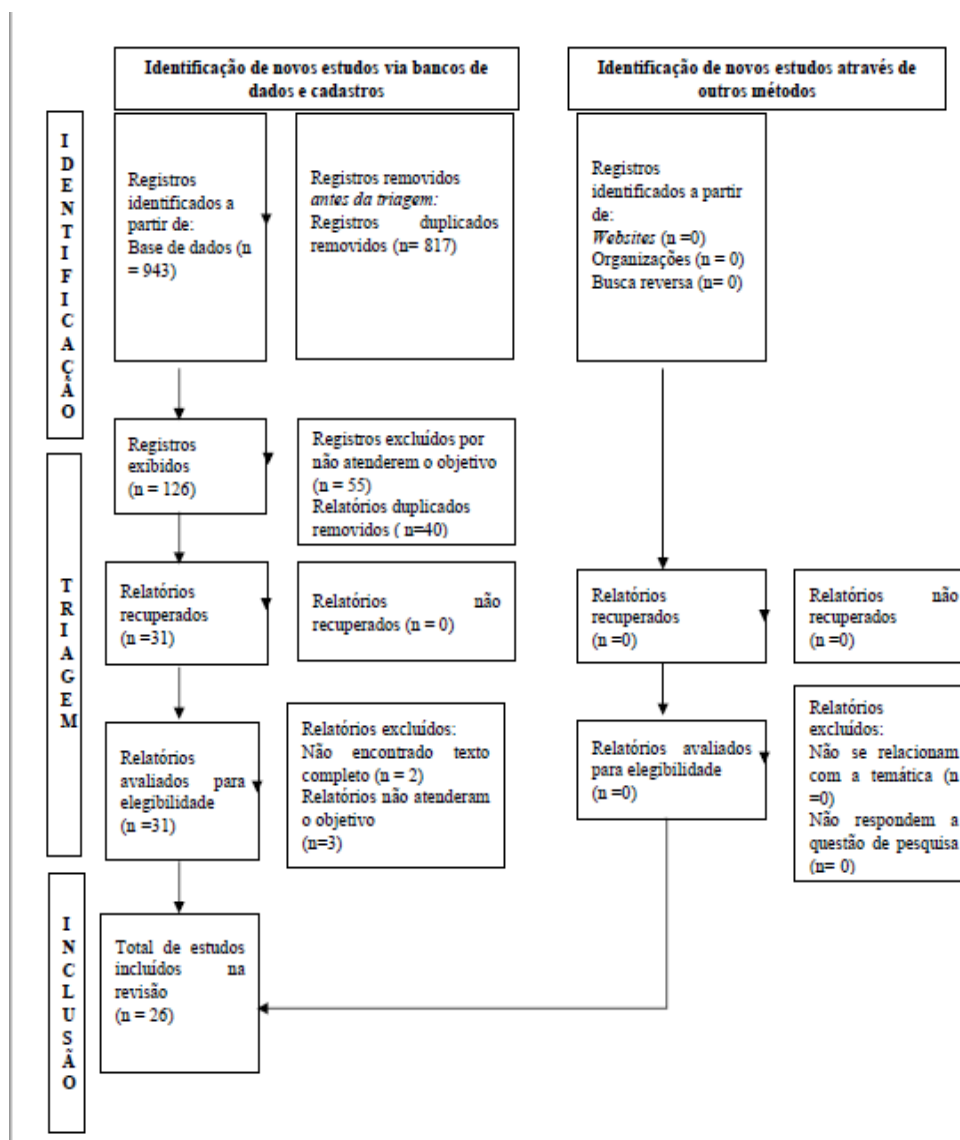 Identificação de novos estudos via bancos de
dados e cadastros
Identificação de novos estudos através de
outros métodos
IDENTIFICAÇÃO
Registros
identificados a
partir de:
Base de dados (n
= 943)
Registros removidos
antes da triagem:
Registros duplicados
removidos (n= 817)
Registros
identificados a partir
de:
Websites (n =0)
Organizações (n = 0)
Busca reversa (n= 0)
TRIAGEM
Registros
exibidos
(n = 126)
Registros excluídos por
não atenderem o objetivo
(n = 55)
Relatórios duplicados
removidos ( n=40)
Relatórios
recuperados
(n =31)
Relatórios não
recuperados (n = 0)
Relatórios
recuperados
(n =0)
Relatórios não
recuperados
(n =0)
Relatórios
avaliados para
elegibilidade
(n =31)
Relatórios excluídos:
Não encontrado texto
completo (n = 2)
Relatórios não atenderam
o objetivo
(n=3)
Relatórios avaliados
para elegibilidade
(n =0)
Relatórios
excluídos:
Não se relacionam
com a temática (n
=0)
Não respondem a
questão de pesquisa
(n= 0)
INCLUSÃO
Total de estudos
incluídos na
revisão
(n = 26)